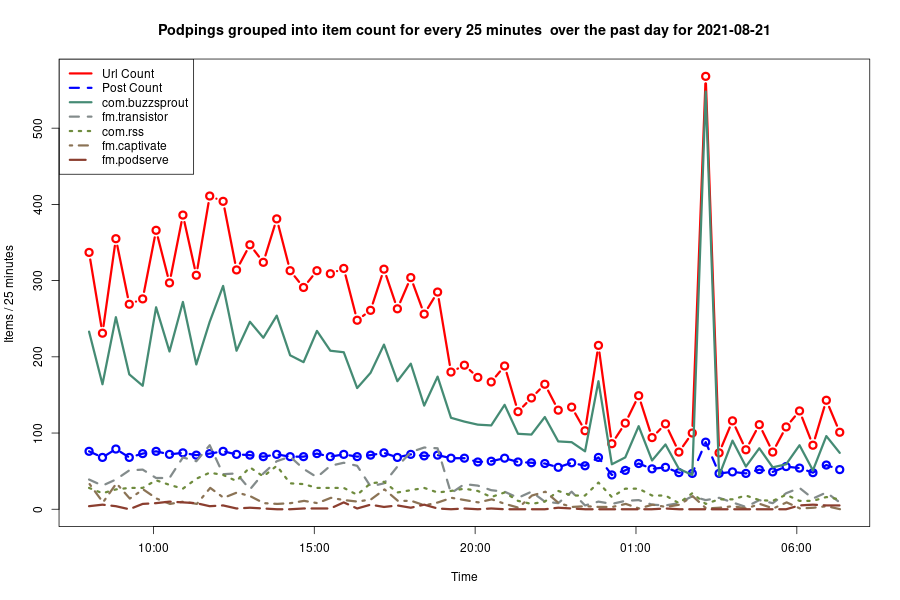 Podpings grouped into item count for every 25 minutes  over the past day for 2021-08-21
Url Count
Post Count
com.buzzsprout
fm.transistor
com.rss
fm.captivate
fm.podserve
Items / 25 minutes
500
400
300
200
100
0
10:00 15:00 20:00 01:00 06:00
Time